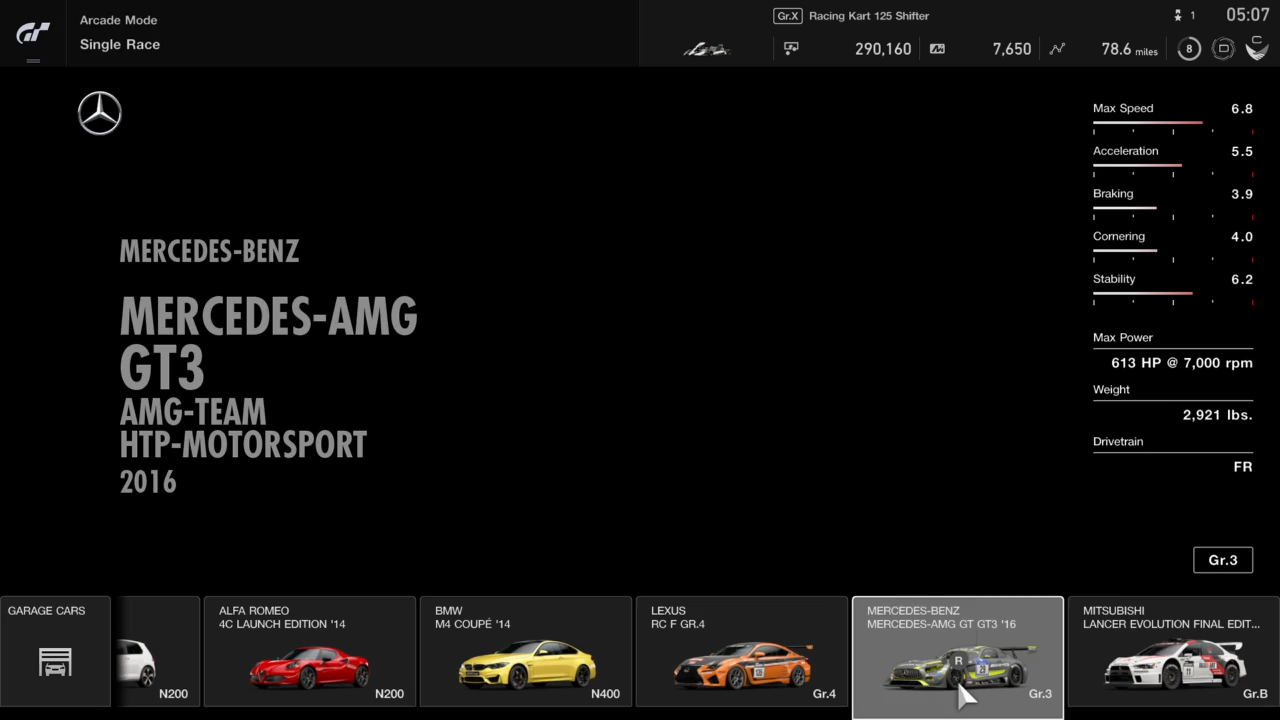 Arcade Mode
Single Race
Gr.X Racing Kart 125 Shifter
1 05:07
290,160 7,650 78.6 miles 8 D C
MERCEDES-BENZ
MERCEDES-AMG
GT3
AMG-TEAM
HTP-MOTORSPORT
2016
Max Speed 6.8
Acceleration 5.5
Braking 3.9
Cornering 4.0
Stability 6.2
Max Power
613 HP @ 7,000 rpm
Weight
2,921 lbs.
Drivetrain
FR
Gr.3
GARAGE CARS
N200
ALFA ROMEO
4C LAUNCH EDITION '14
N200
BMW
M4 COUPÉ '14
N400
LEXUS
RC F GR.4
Gr.4
MERCEDES-BENZ
MERCEDES-AMG GT GT3 '16
R
Gr.3
MITSUBISHI
LANCER EVOLUTION FINAL EDIT...
Gr.B